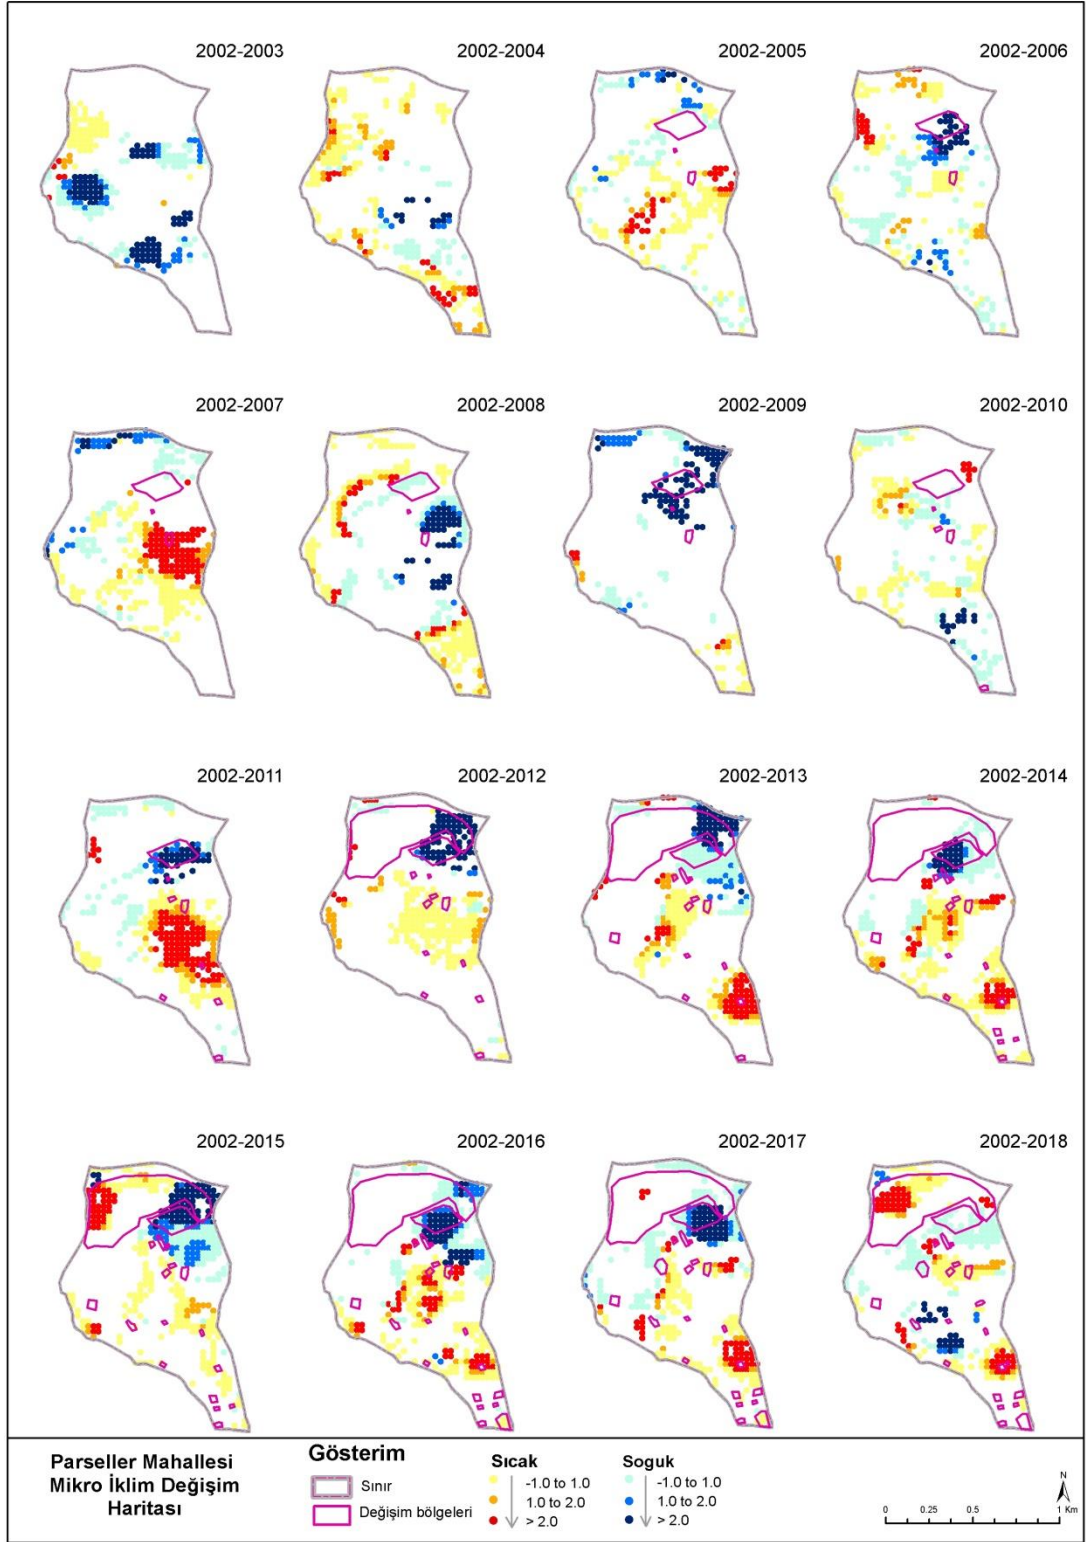 2002-2003
2002-2004
2002-2005
2002-2006
2002-2007
2002-2008
2002-2009
2002-2010
2002-2011
2002-2012
2002-2013
2002-2014
2002-2015
2002-2016
2002-2017
2002-2018
Parseller Mahallesi
Mikro İklim Değişim
Haritası
Gösterim
Sınır
Değişim bölgeleri
Sıcak
-1.0 to 1.0
1.0 to 2.0
> 2.0
Soguk
-1.0 to 1.0
1.0 to 2.0
> 2.0
N
0 0.25 0.5 1 Km